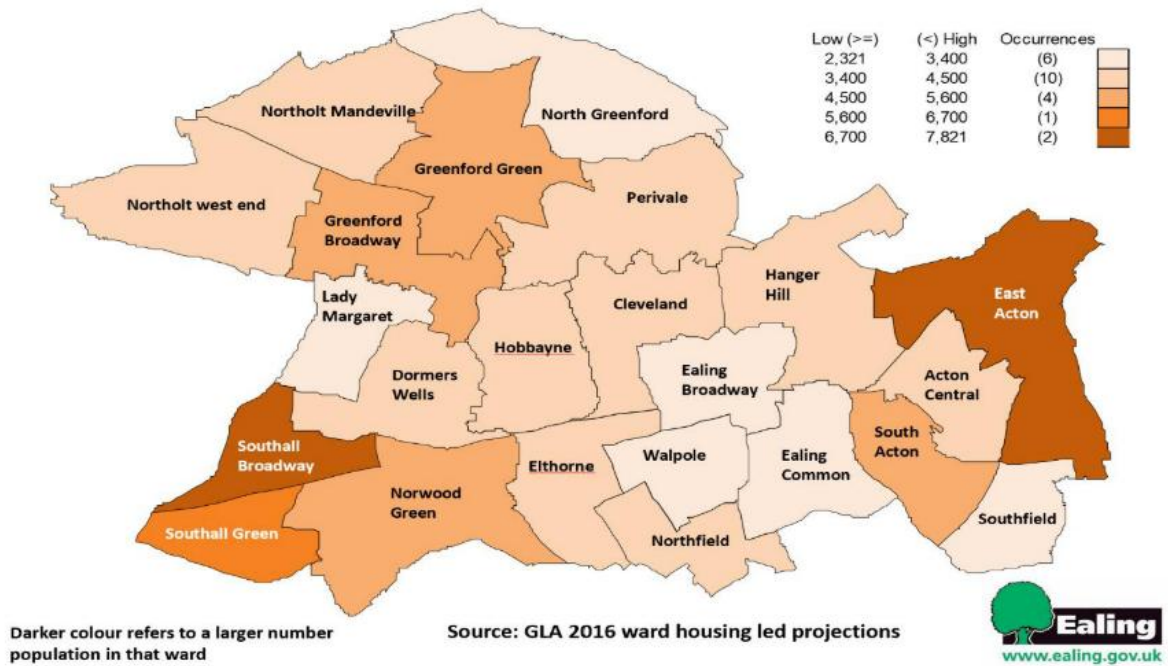 Low (>=) (<) High Occurrences
2,321 3,400 (6)
3,400 4,500 (10)
4,500 5,600 (4)
5,600 6,700 (1)
6,700 7,821 (2)
Northolt Mandeville
North Greenford
Greenford Green
Northolt west end
Perivale
Greenford
Broadway
Hanger
Hill
East
Acton
Lady
Margaret
Cleveland
Hobbayne
Dormers
Wells
Ealing
Broadway
Acton
Central
Southall
Broadway
Elthorne
Walpole
Ealing
Common
South
Acton
Norwood
Green
Southall Green
Northfield
Southfield
Darker colour refers to a larger number
population in that ward
Source: GLA 2016 ward housing led projections
Ealing
www.ealing.gov.uk